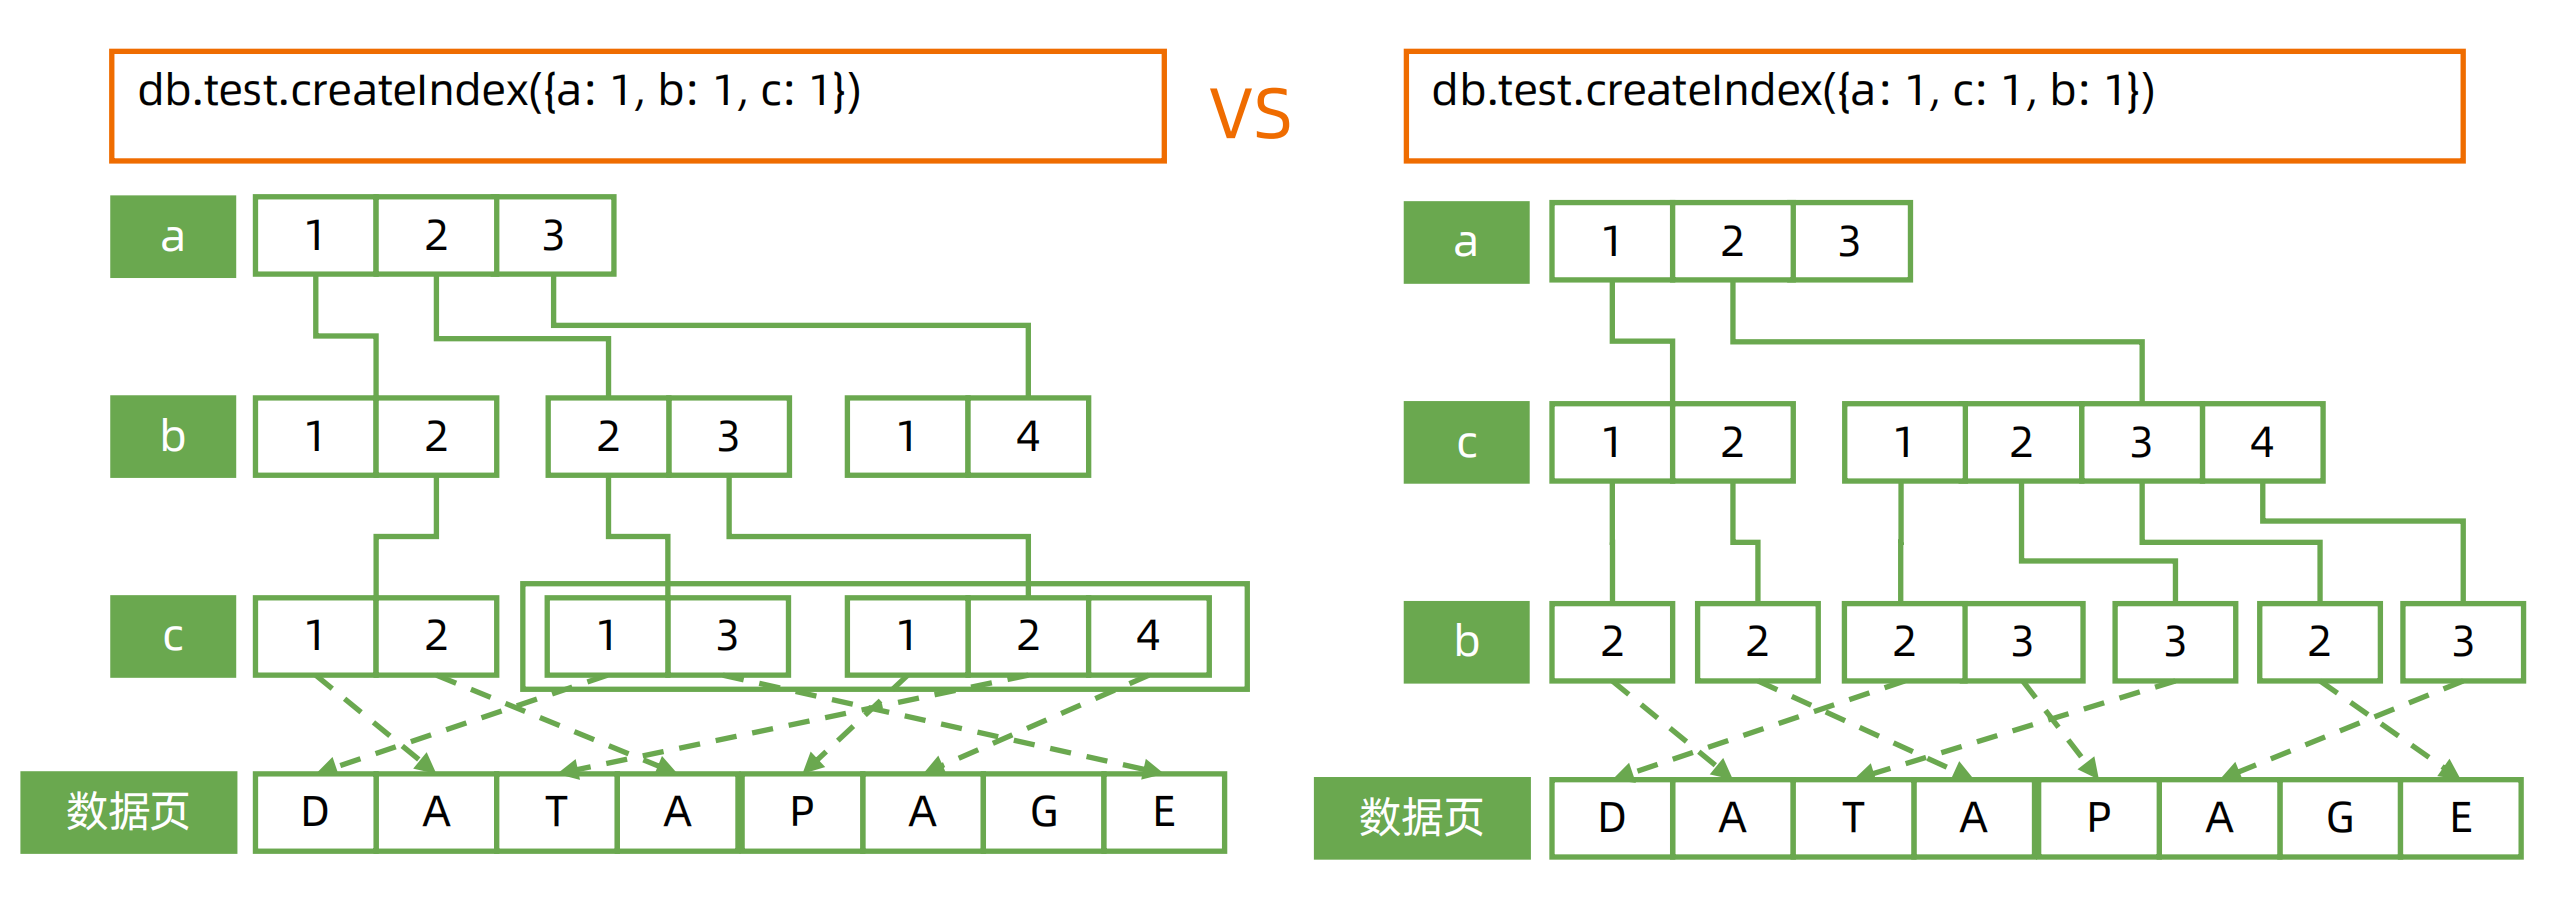 db.test.createIndex({a: 1, b: 1, c: 1})
VS
db.test.createIndex({a: 1, c: 1, b: 1})
a 1 2 3
b 1 2 2 3 1 4
c 1 2 1 3 1 2 4
数据页 D A T A P A G E
a 1 2 3
c 1 2 1 2 3 4
b 2 2 2 3 3 2 3
数据页 D A T A P A G E